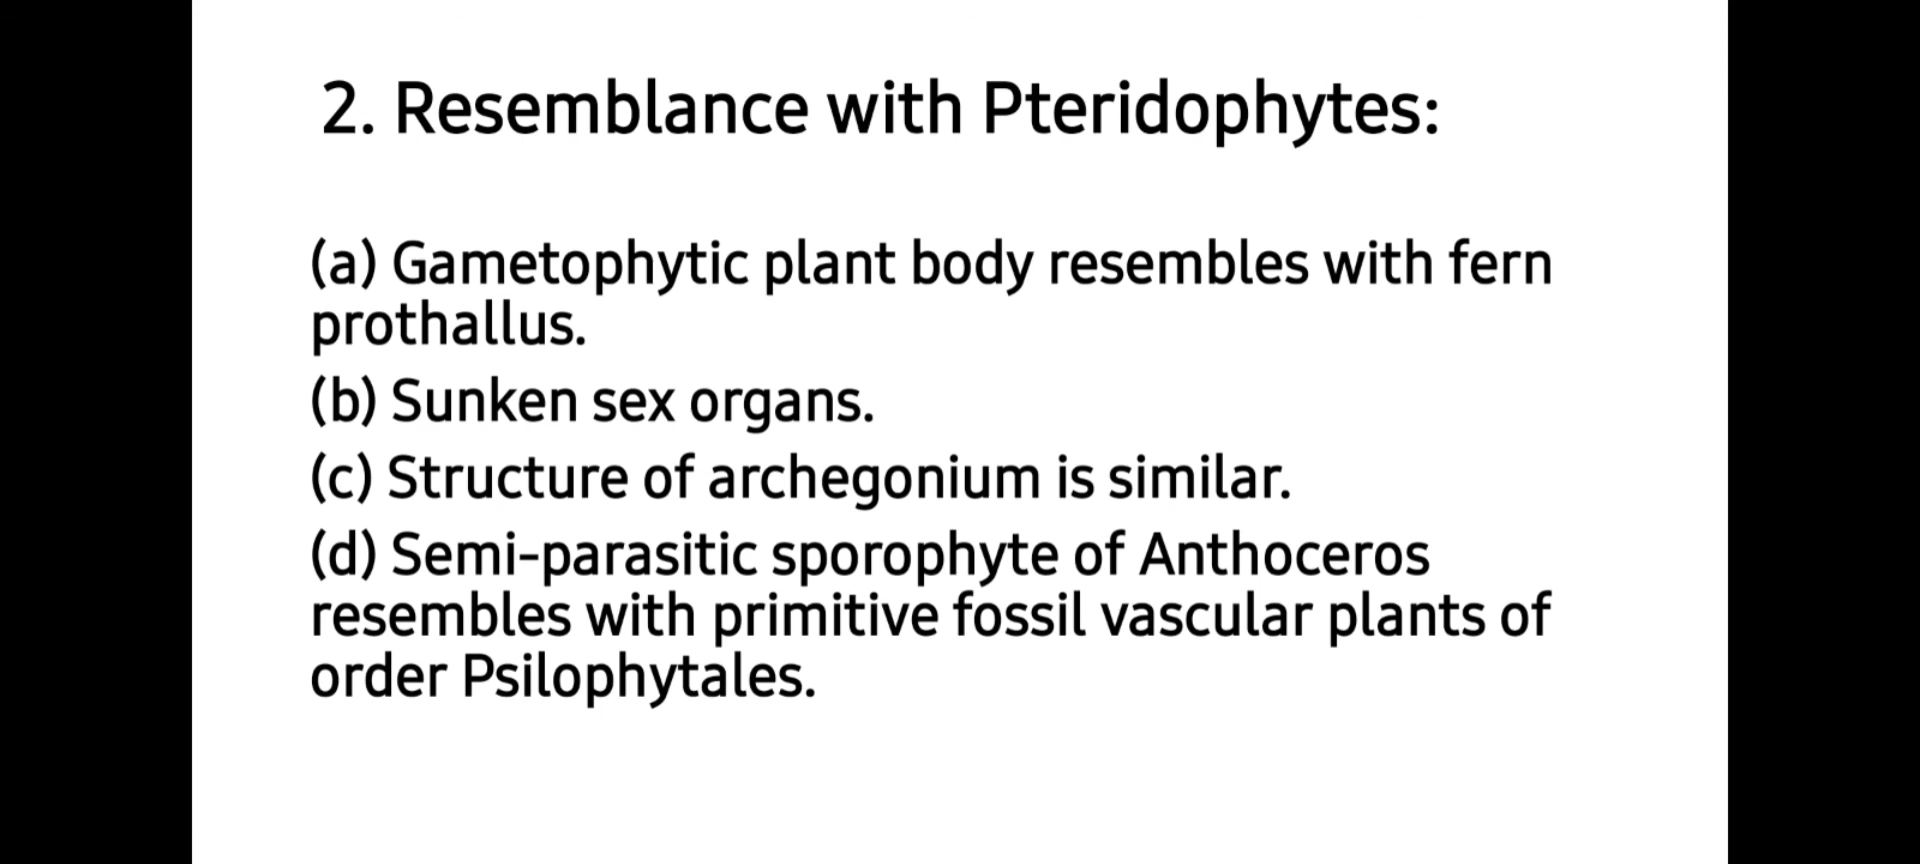 2. Resemblance with Pteridophytes:
(a) Gametophytic plant body resembles with fern
prothallus.
(b) Sunken sex organs.
(c) Structure of archegonium is similar.
(d) Semi-parasitic sporophyte of Anthoceros
resembles with primitive fossil vascular plants of
order Psilophytales.